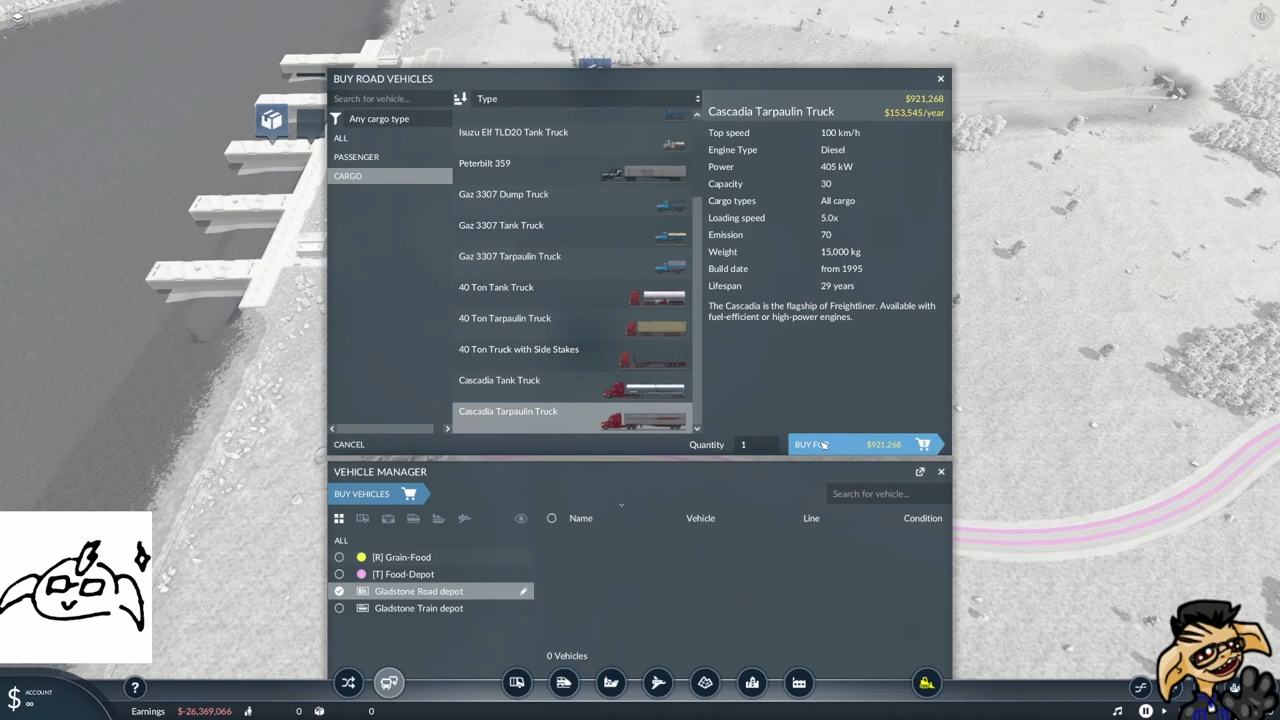 BUY ROAD VEHICLES
Search for vehicle...
Type
Any cargo type
ALL
PASSENGER
CARGO
Isuzu Elf TLD20 Tank Truck
Peterbilt 359
Gaz 3307 Dump Truck
Gaz 3307 Tank Truck
Gaz 3307 Tarpaulin Truck
40 Ton Tank Truck
40 Ton Tarpaulin Truck
40 Ton Truck with Side Stakes
Cascadia Tank Truck
Cascadia Tarpaulin Truck
$921,268
Cascadia Tarpaulin Truck
$153,545/year
Top speed 100 km/h
Engine Type Diesel
Power 405 kW
Capacity 30
Cargo types All cargo
Loading speed 5.0x
Emission 70
Weight 15,000 kg
Build date from 1995
Lifespan 29 years
The Cascadia is the flagship of Freightliner. Available with
fuel-efficient or high-power engines.
CANCEL
Quantity 1
BUY FOR $921,268
VEHICLE MANAGER
BUY VEHICLES
Search for vehicle...
Name Vehicle Line Condition
ALL
[R] Grain-Food
[T] Food-Depot
Gladstone Road depot
Gladstone Train depot
0 Vehicles
$ ACCOUNT
∞
?
Earnings $-26,369,066 0 0